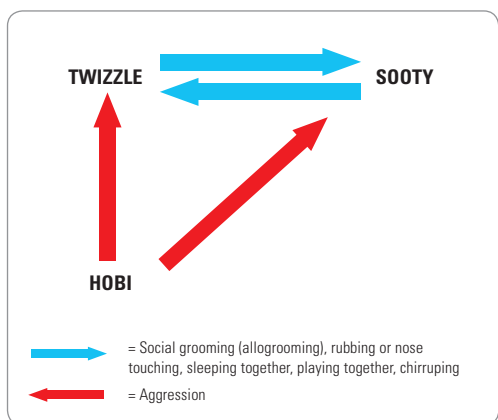 TWIZZLE SOOTY
HOBI
= Social grooming (allogrooming), rubbing or nose
touching, sleeping together, playing together, chirruping
= Aggression